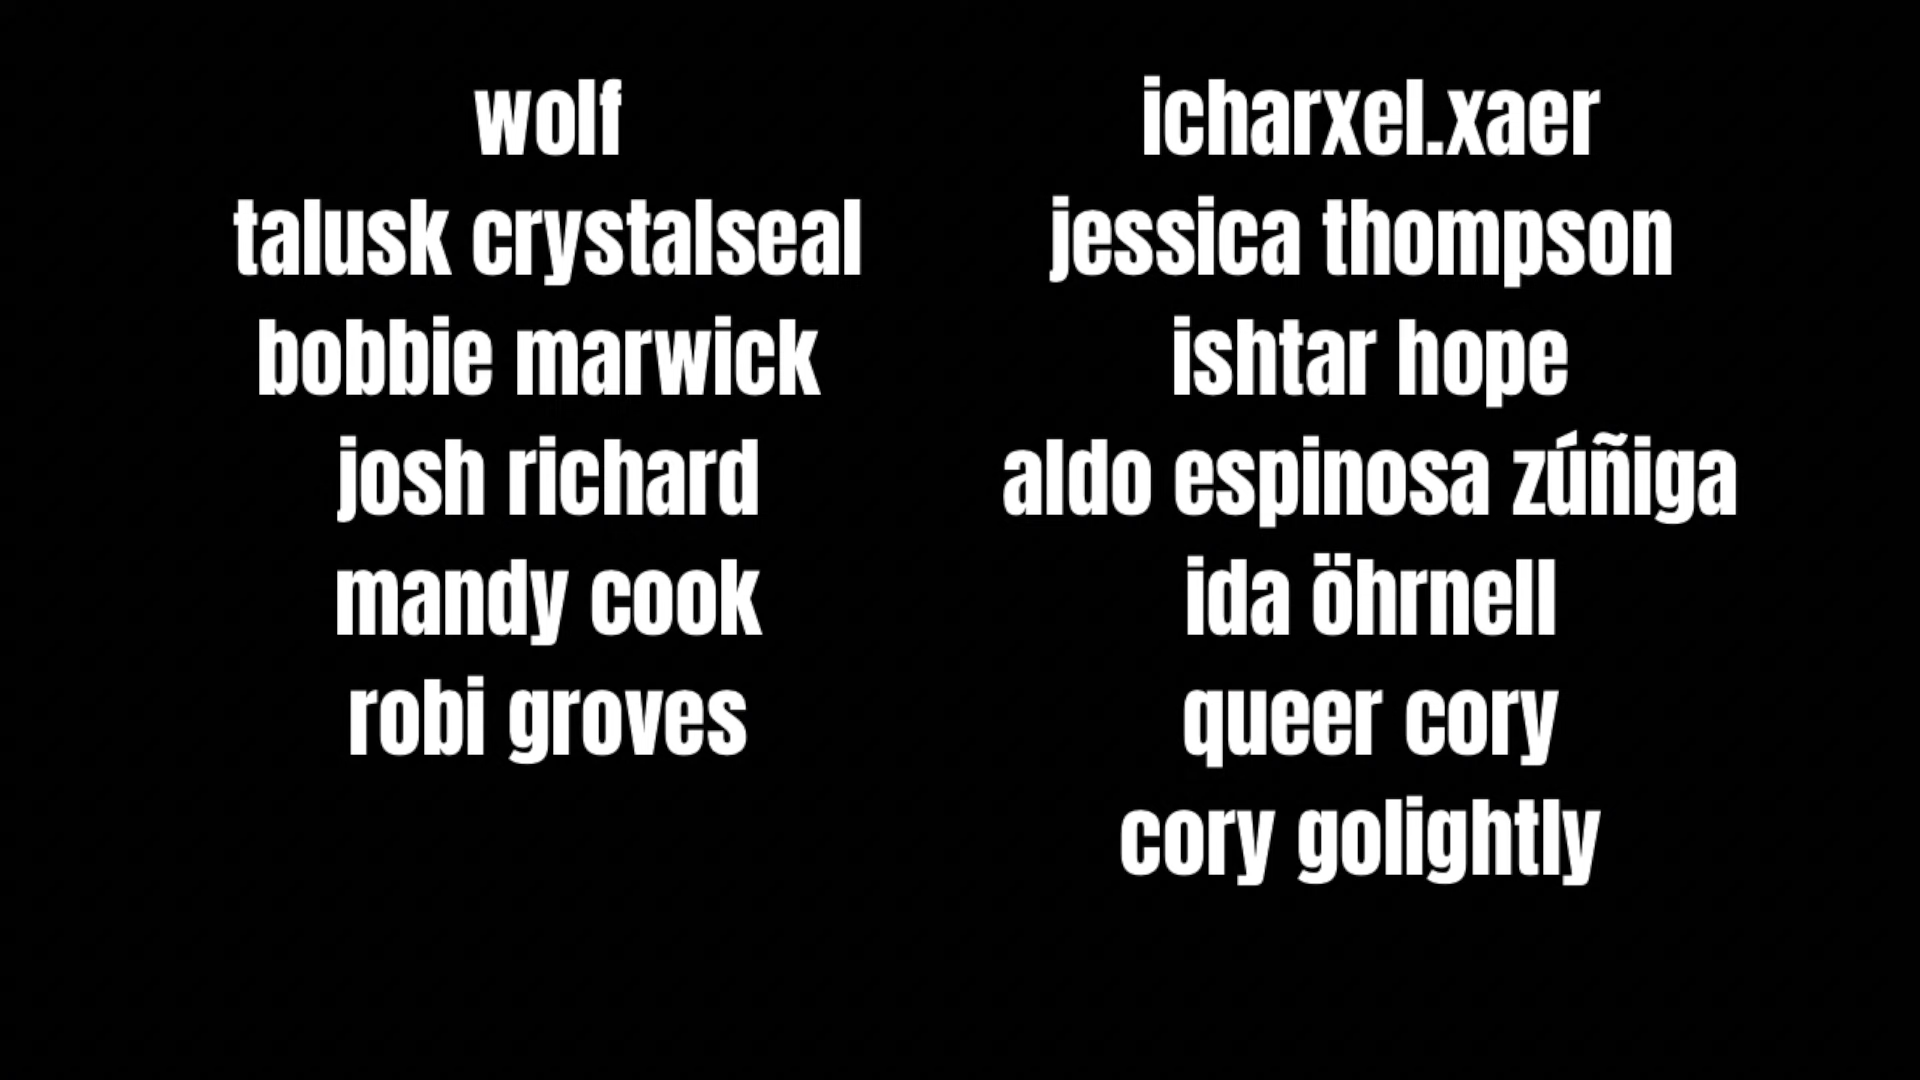 wolf
talusk crystalseal
bobbie marwick
josh richard
mandy cook
robi groves
icharxel.xaer
jessica thompson
ishtar hope
aldo espinosa zúñiga
ida öhrnell
queer cory
cory golightly